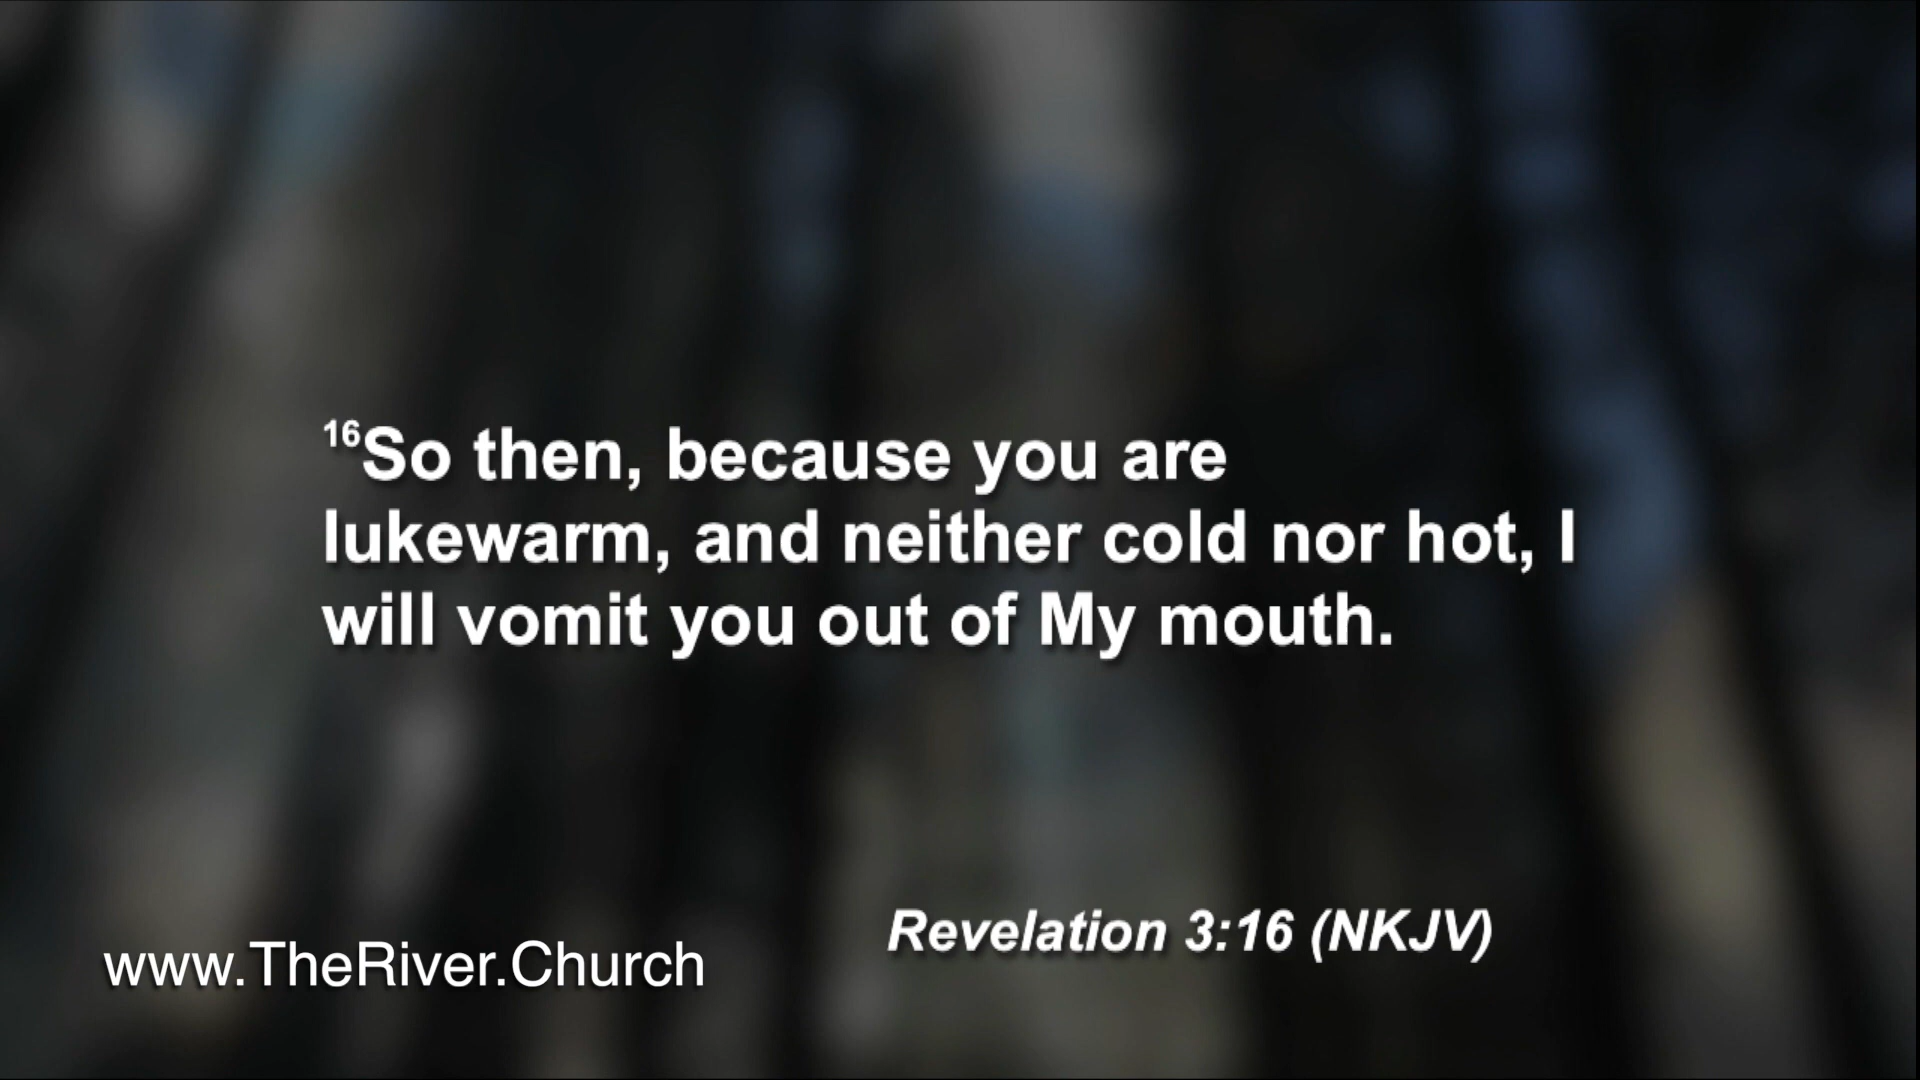 16So then, because you are
lukewarm, and neither cold nor hot, I
will vomit you out of My mouth.
Revelation 3:16 (NKJV)
www.TheRiver.Church